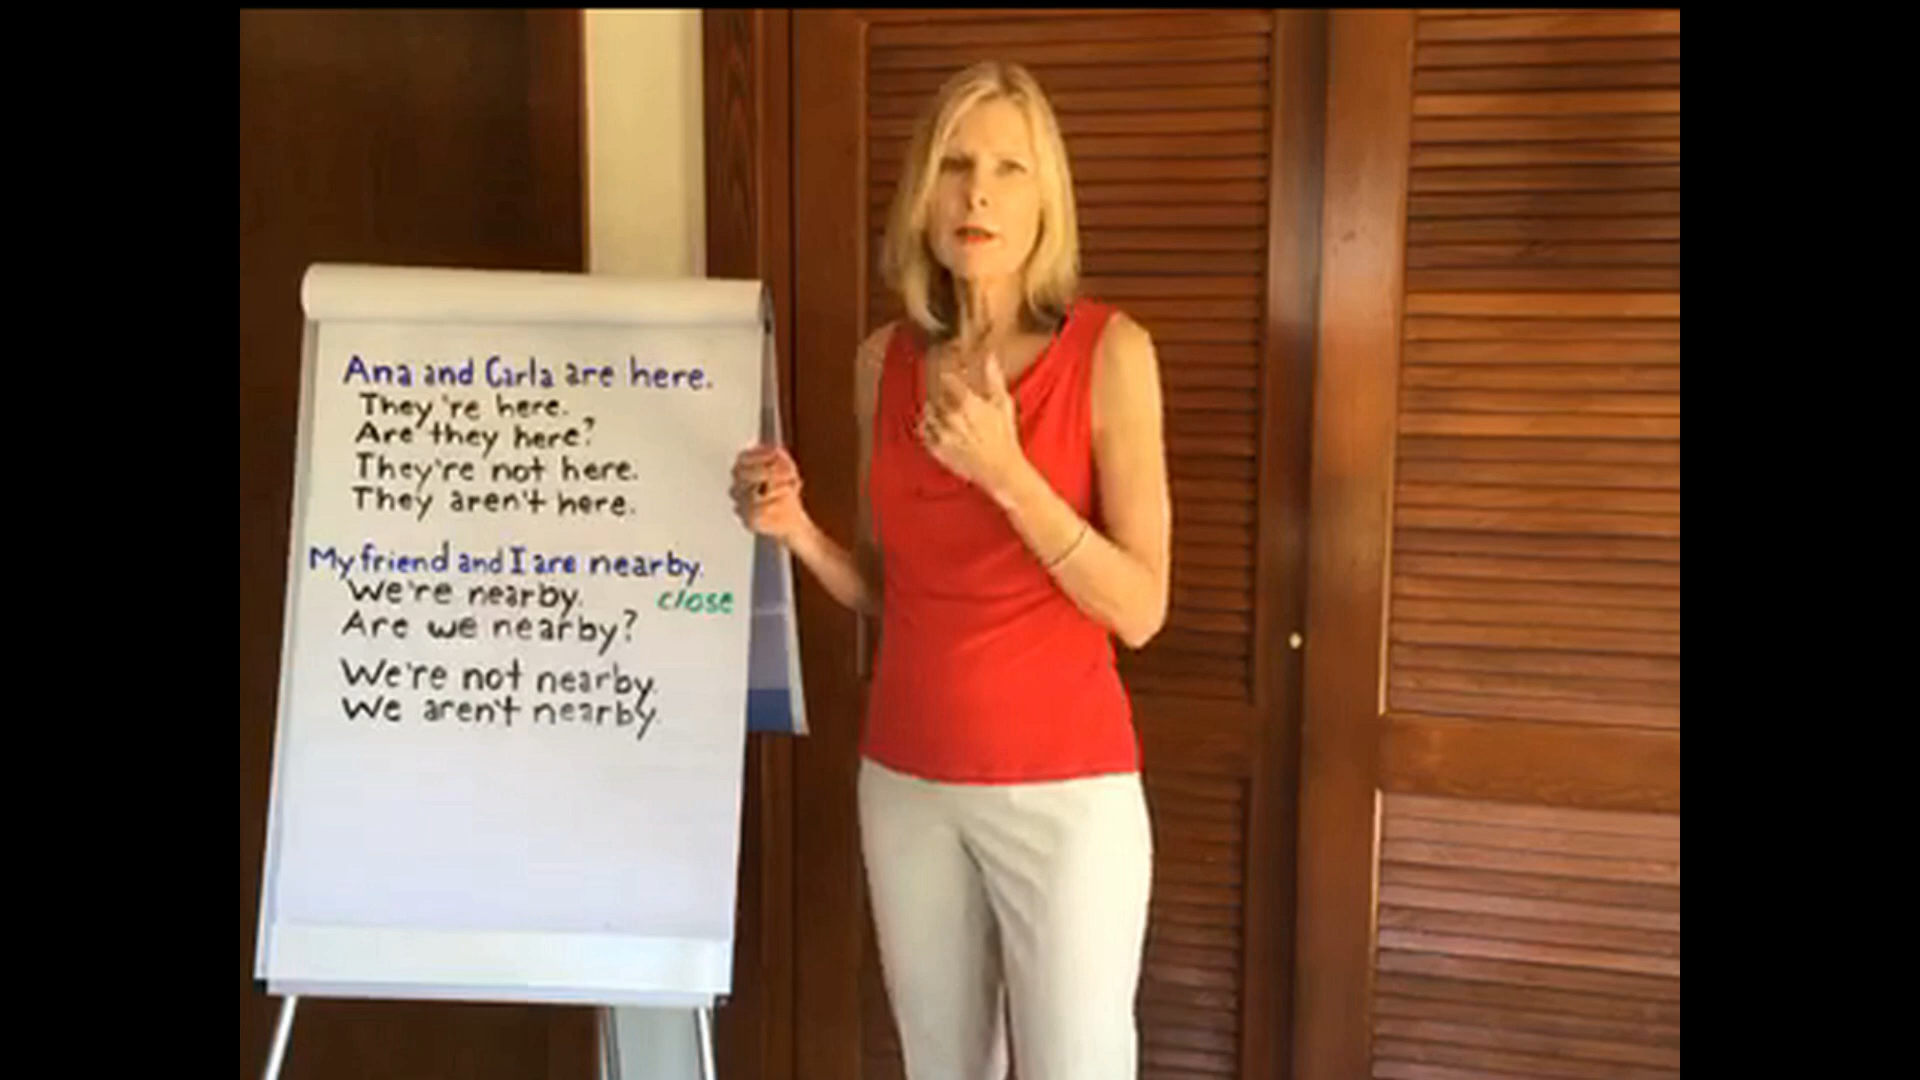 Ana and Carla are here.
They're here.
Are they here?
They're not here.
They aren't here.
My friend and I are nearby.
We're nearby. close
Are we nearby?
We're not nearby.
We aren't nearby.